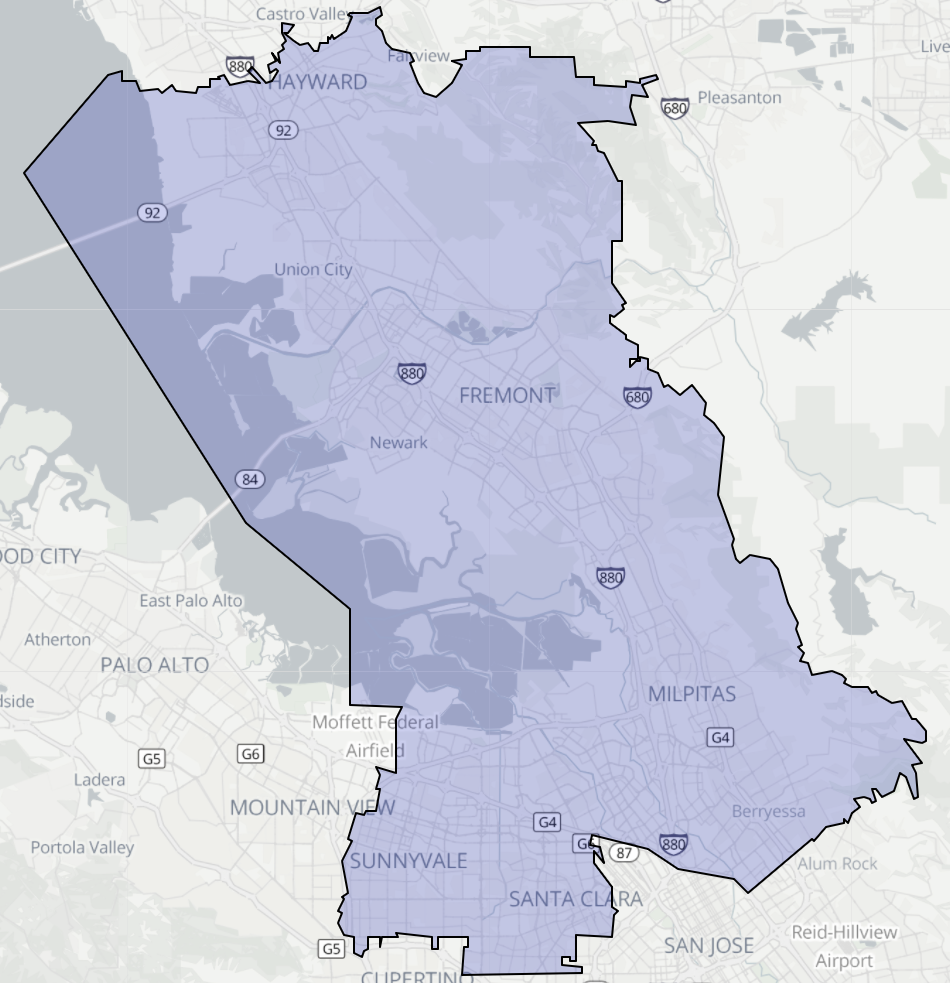 Castro Valley
Fairview
Live
880
HAYWARD
680
Pleasanton
92
92
Union City
880
FREMONT
680
Newark
84
OOD CITY
880
East Palo Alto
Atherton
PALO ALTO
MILPITAS
dside
Moffett Federal
Airfield
G4
G5
G6
Ladera
MOUNTAIN VIEW
Berryessa
G4
Portola Valley
G6
87
880
SUNNYVALE
Alum Rock
SANTA CLARA
Reid-Hillview
Airport
G5
SAN JOSE
CUPERTINO